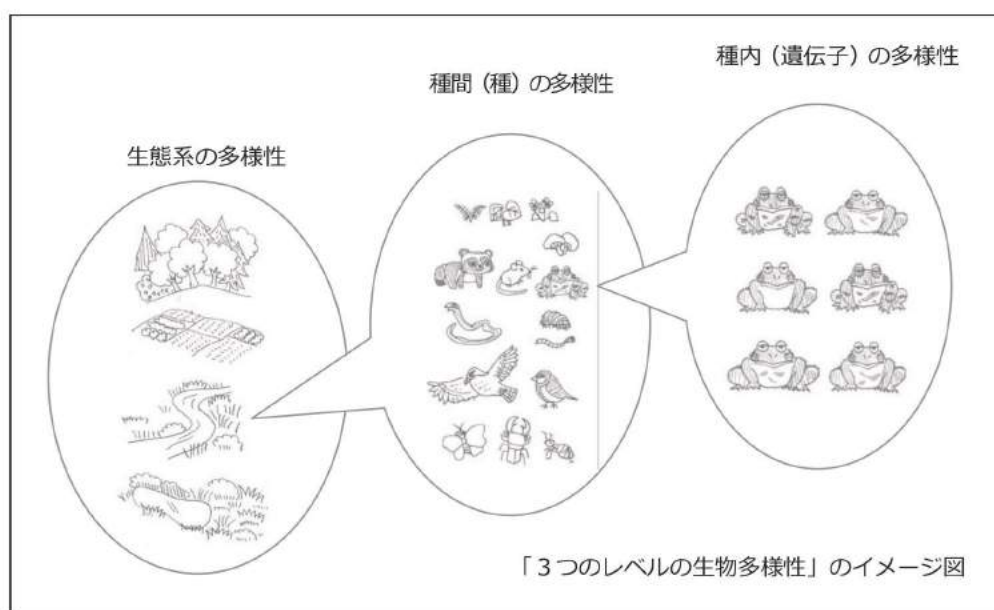 生態系の多様性
種間（種）の多様性
種内（遺伝子）の多様性
「３つのレベルの生物多様性」のイメージ図